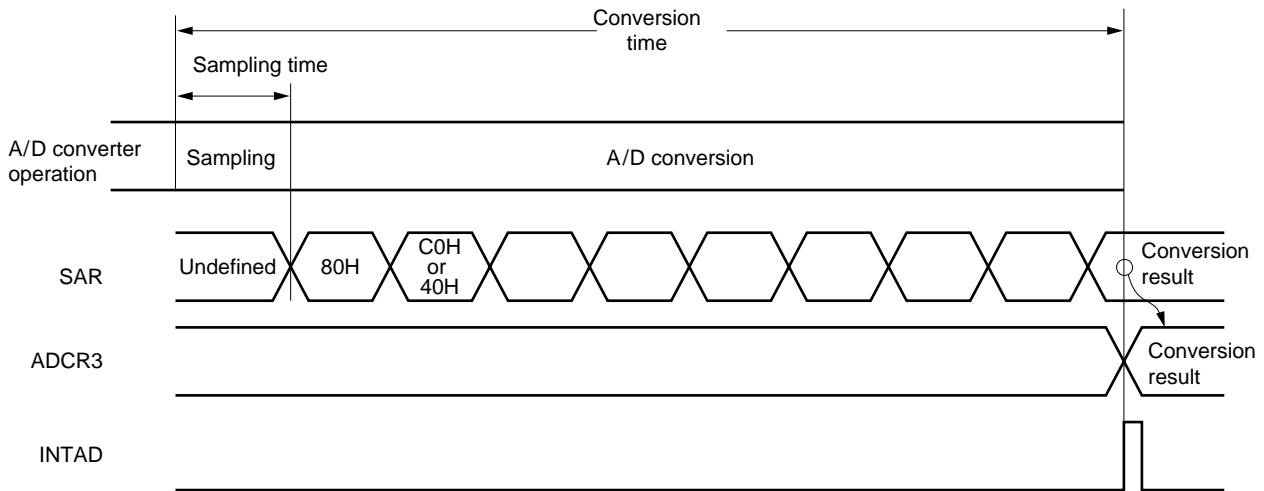 Conversion
time
Sampling time
A/D converter
operation
Sampling
A/D conversion
SAR
Undefined
80H
C0H
or
40H
Conversion
result
ADCR3
Conversion
result
INTAD